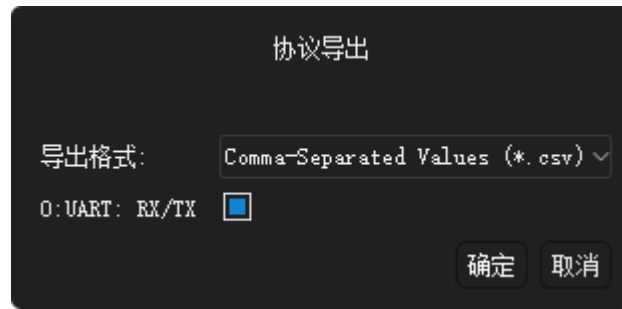 协议导出
导出格式: Comma-Separated Values (*.csv)
0:UART: RX/TX
确定 取消